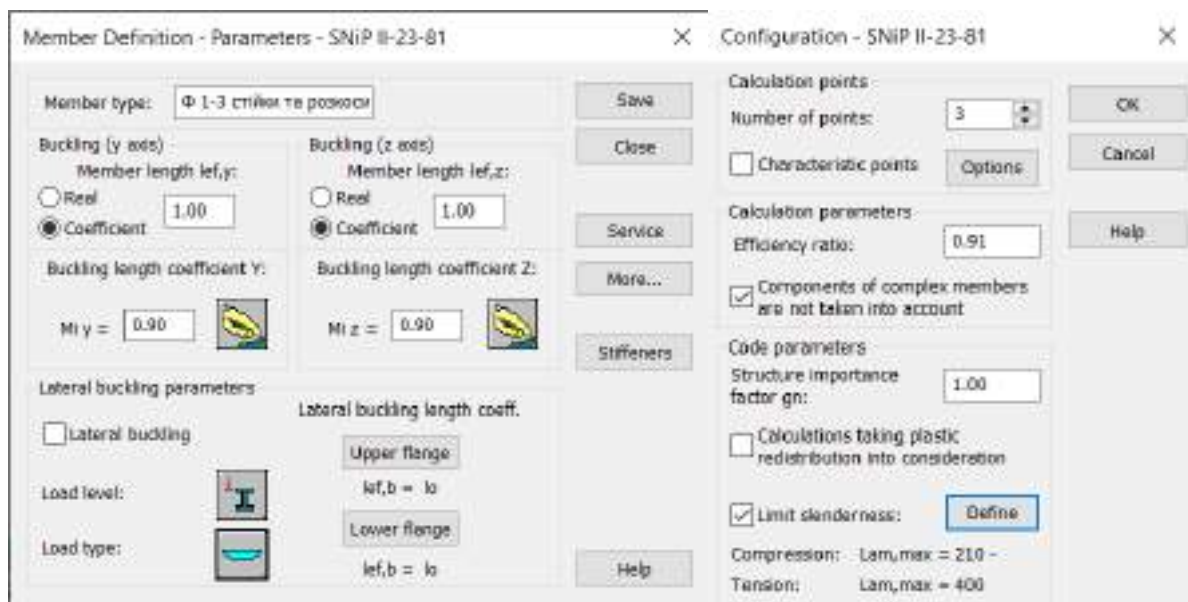 Member Definition - Parameters - SNiP II-23-81
Member type:
Ф 1-3 стійки та розкоси
Save
Close
Buckling (y axis)
Member length lef,y:
Real
Coefficient
1.00
Buckling (z axis)
Member length lef,z:
Real
Coefficient
1.00
Service
More...
Buckling length coefficient Y:
Mi y =
0.90
Buckling length coefficient Z:
Mi z =
0.90
Stiffeners
Lateral buckling parameters
Lateral buckling
Load level:
Load type:
Lateral buckling length coeff.
Upper flange
lef,b = lo
Lower flange
lef,b = lo
Help
Configuration - SNiP II-23-81
Calculation points
Number of points:
3
Characteristic points
Options
OK
Cancel
Help
Calculation parameters
Efficiency ratio:
0.91
Components of complex members
are not taken into account
Code parameters
Structure importance
factor gn:
1.00
Calculations taking plastic
redistribution into consideration
Limit slenderness:
Define
Compression: Lam,max = 210 -
Tension: Lam,max = 400